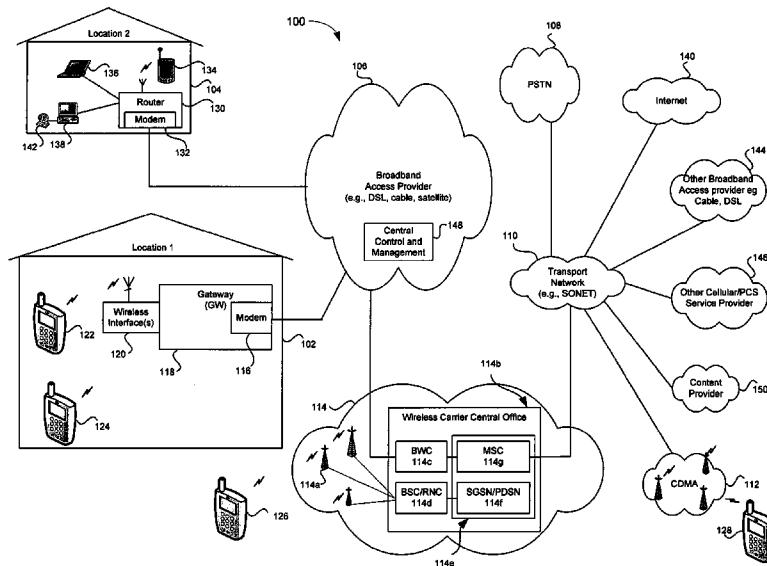 100
Location 2
136
134
104
Router
130
Modem
132
142
138
106
Broadband
Access Provider
(e.g., DSL, cable, satellite)
148
Central
Control and
Management
108
PSTN
140
Internet
144
Other Broadband
Access provider eg
Cable, DSL
110
Transport
Network
(e.g., SONET)
146
Other Cellular/PCS
Service Provider
Content
Provider
150
112
CDMA
128
Location 1
Gateway
(GW)
Wireless
Interface(s)
Modem
122
120
118
116
102
124
126
114
114b
Wireless Carrier Central Office
BWC
114c
MSC
114g
BSC/RNC
114d
SGSN/PDSN
114f
114a
114e